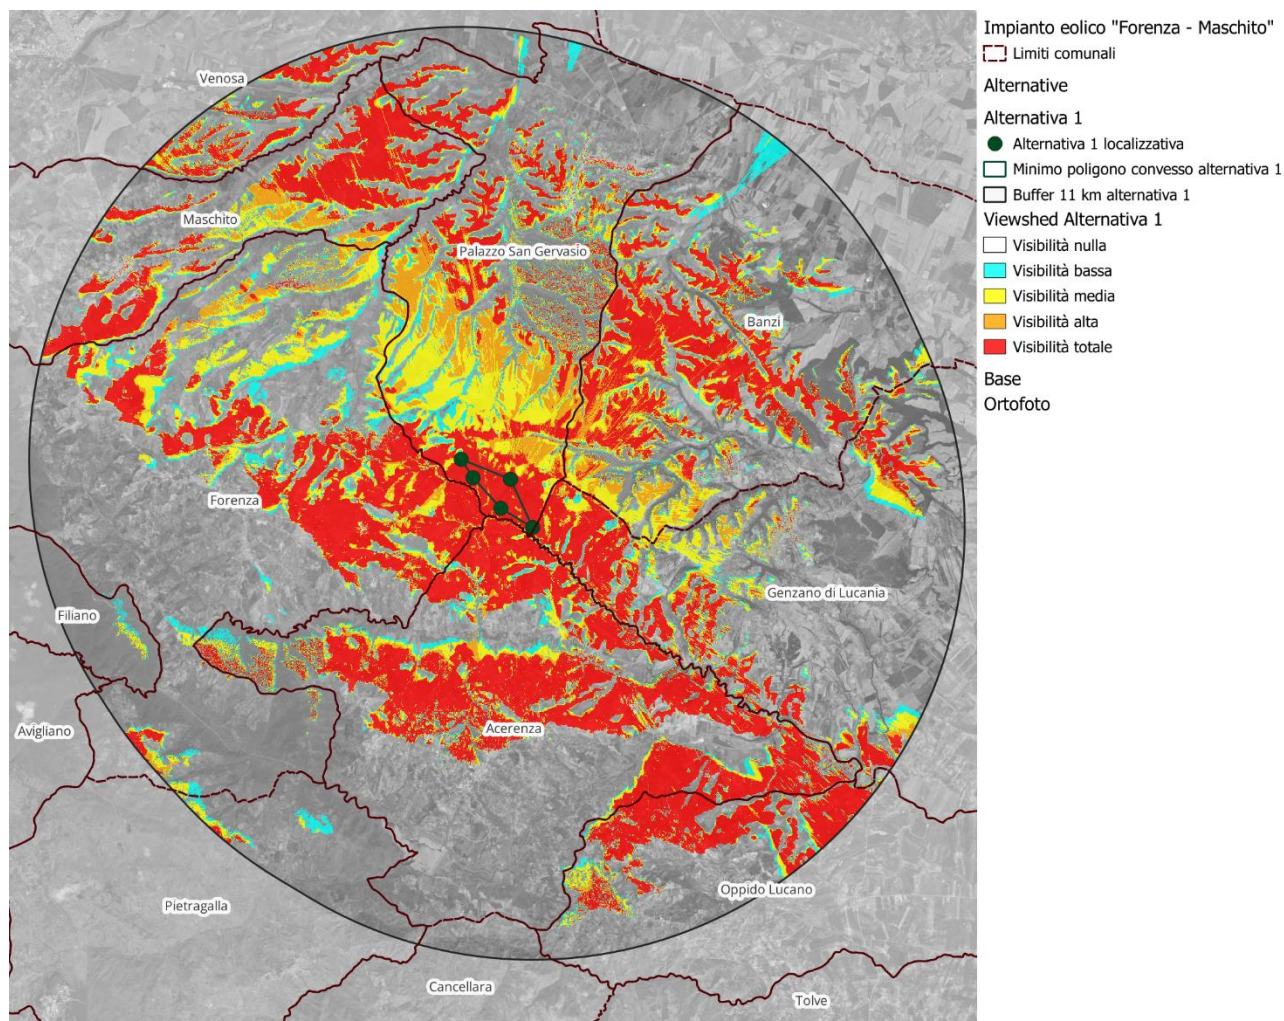 Impianto eolico "Forenza - Maschito"
Limiti comunali
Alternative
Alternativa 1
Alternativa 1 localizzativa
Minimo poligono convesso alternativa 1
Buffer 11 km alternativa 1
Viewshed Alternativa 1
Visibilità nulla
Visibilità bassa
Visibilità media
Visibilità alta
Visibilità totale
Base
Ortofoto
Venosa
Maschito
Palazzo San Gervasio
Banzi
Forenza
Genzano di Lucania
Filiano
Avigliano
Acerenza
Oppido Lucano
Pietragalla
Cancellara
Tolve